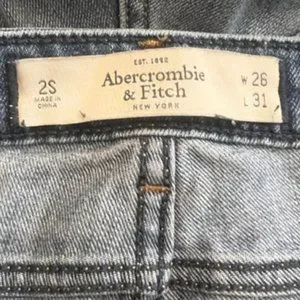 EST. 1892
2S
MADE IN
CHINA
Abercrombie
& Fitch
NEW YORK
W 26
L 31